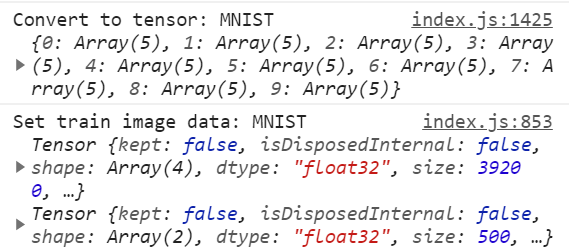 Convert to tensor: MNIST index.js:1425
{0: Array(5), 1: Array(5), 2: Array(5), 3: Array
(5), 4: Array(5), 5: Array(5), 6: Array(5), 7: A
rray(5), 8: Array(5), 9: Array(5)}
Set train image data: MNIST index.js:853
Tensor {kept: false, isDisposedInternal: false,
shape: Array(4), dtype: "float32", size: 3920
0, …}
Tensor {kept: false, isDisposedInternal: false,
shape: Array(2), dtype: "float32", size: 500, …}